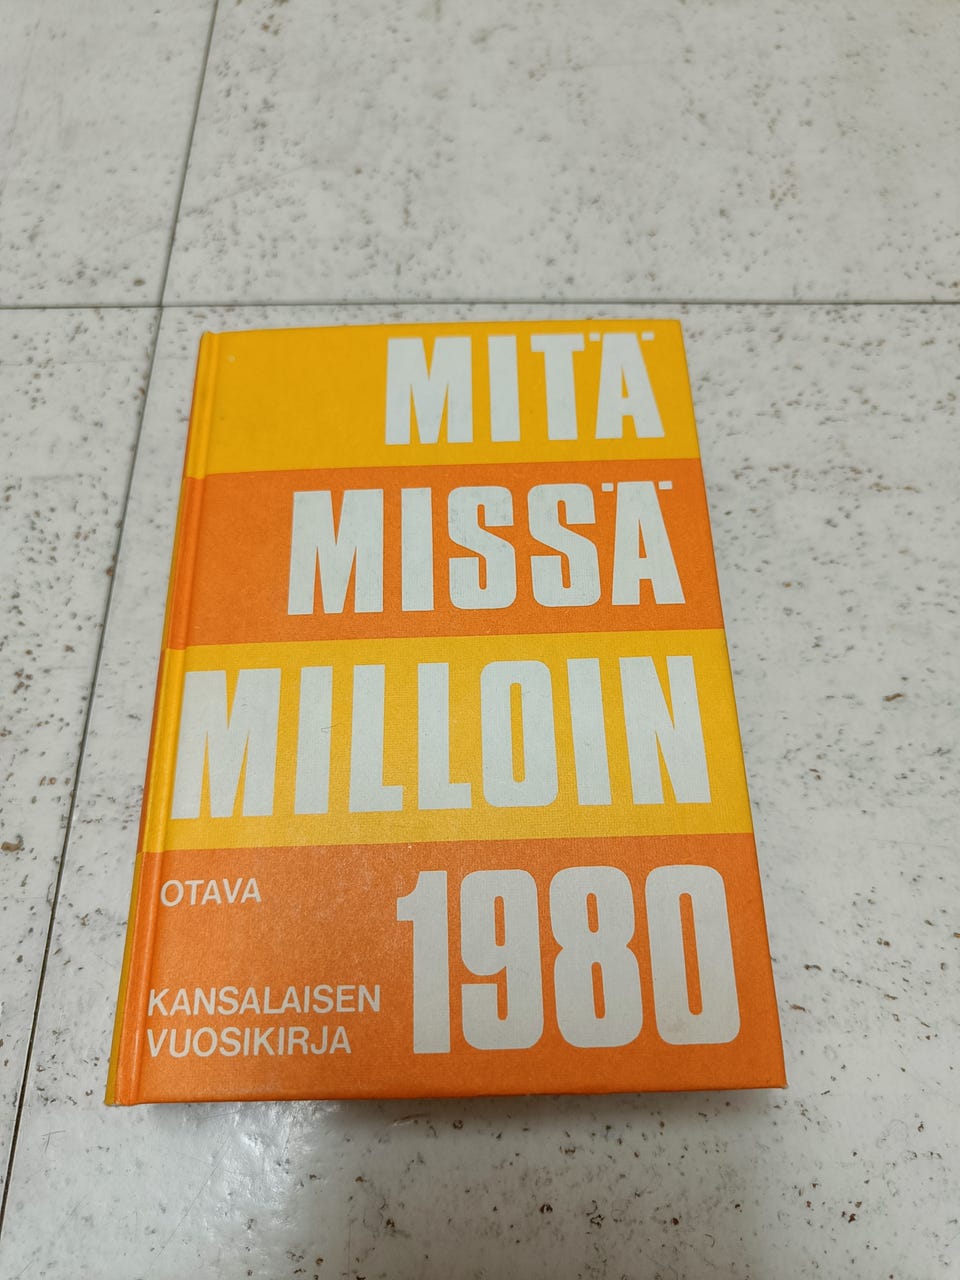 MITÄ
MISSÄ
MILLOIN
1980
OTAVA
KANSALAISEN
VUOSIKIRJA